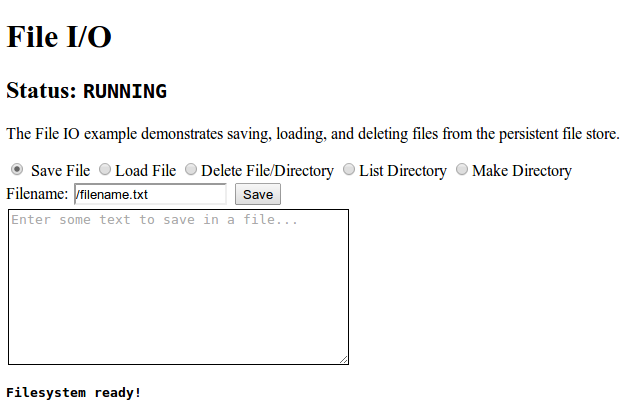 File I/O
Status: RUNNING
The File IO example demonstrates saving, loading, and deleting files from the persistent file store.
Save File Load File Delete File/Directory List Directory Make Directory
Filename: /filename.txt Save
Enter some text to save in a file...
Filesystem ready!